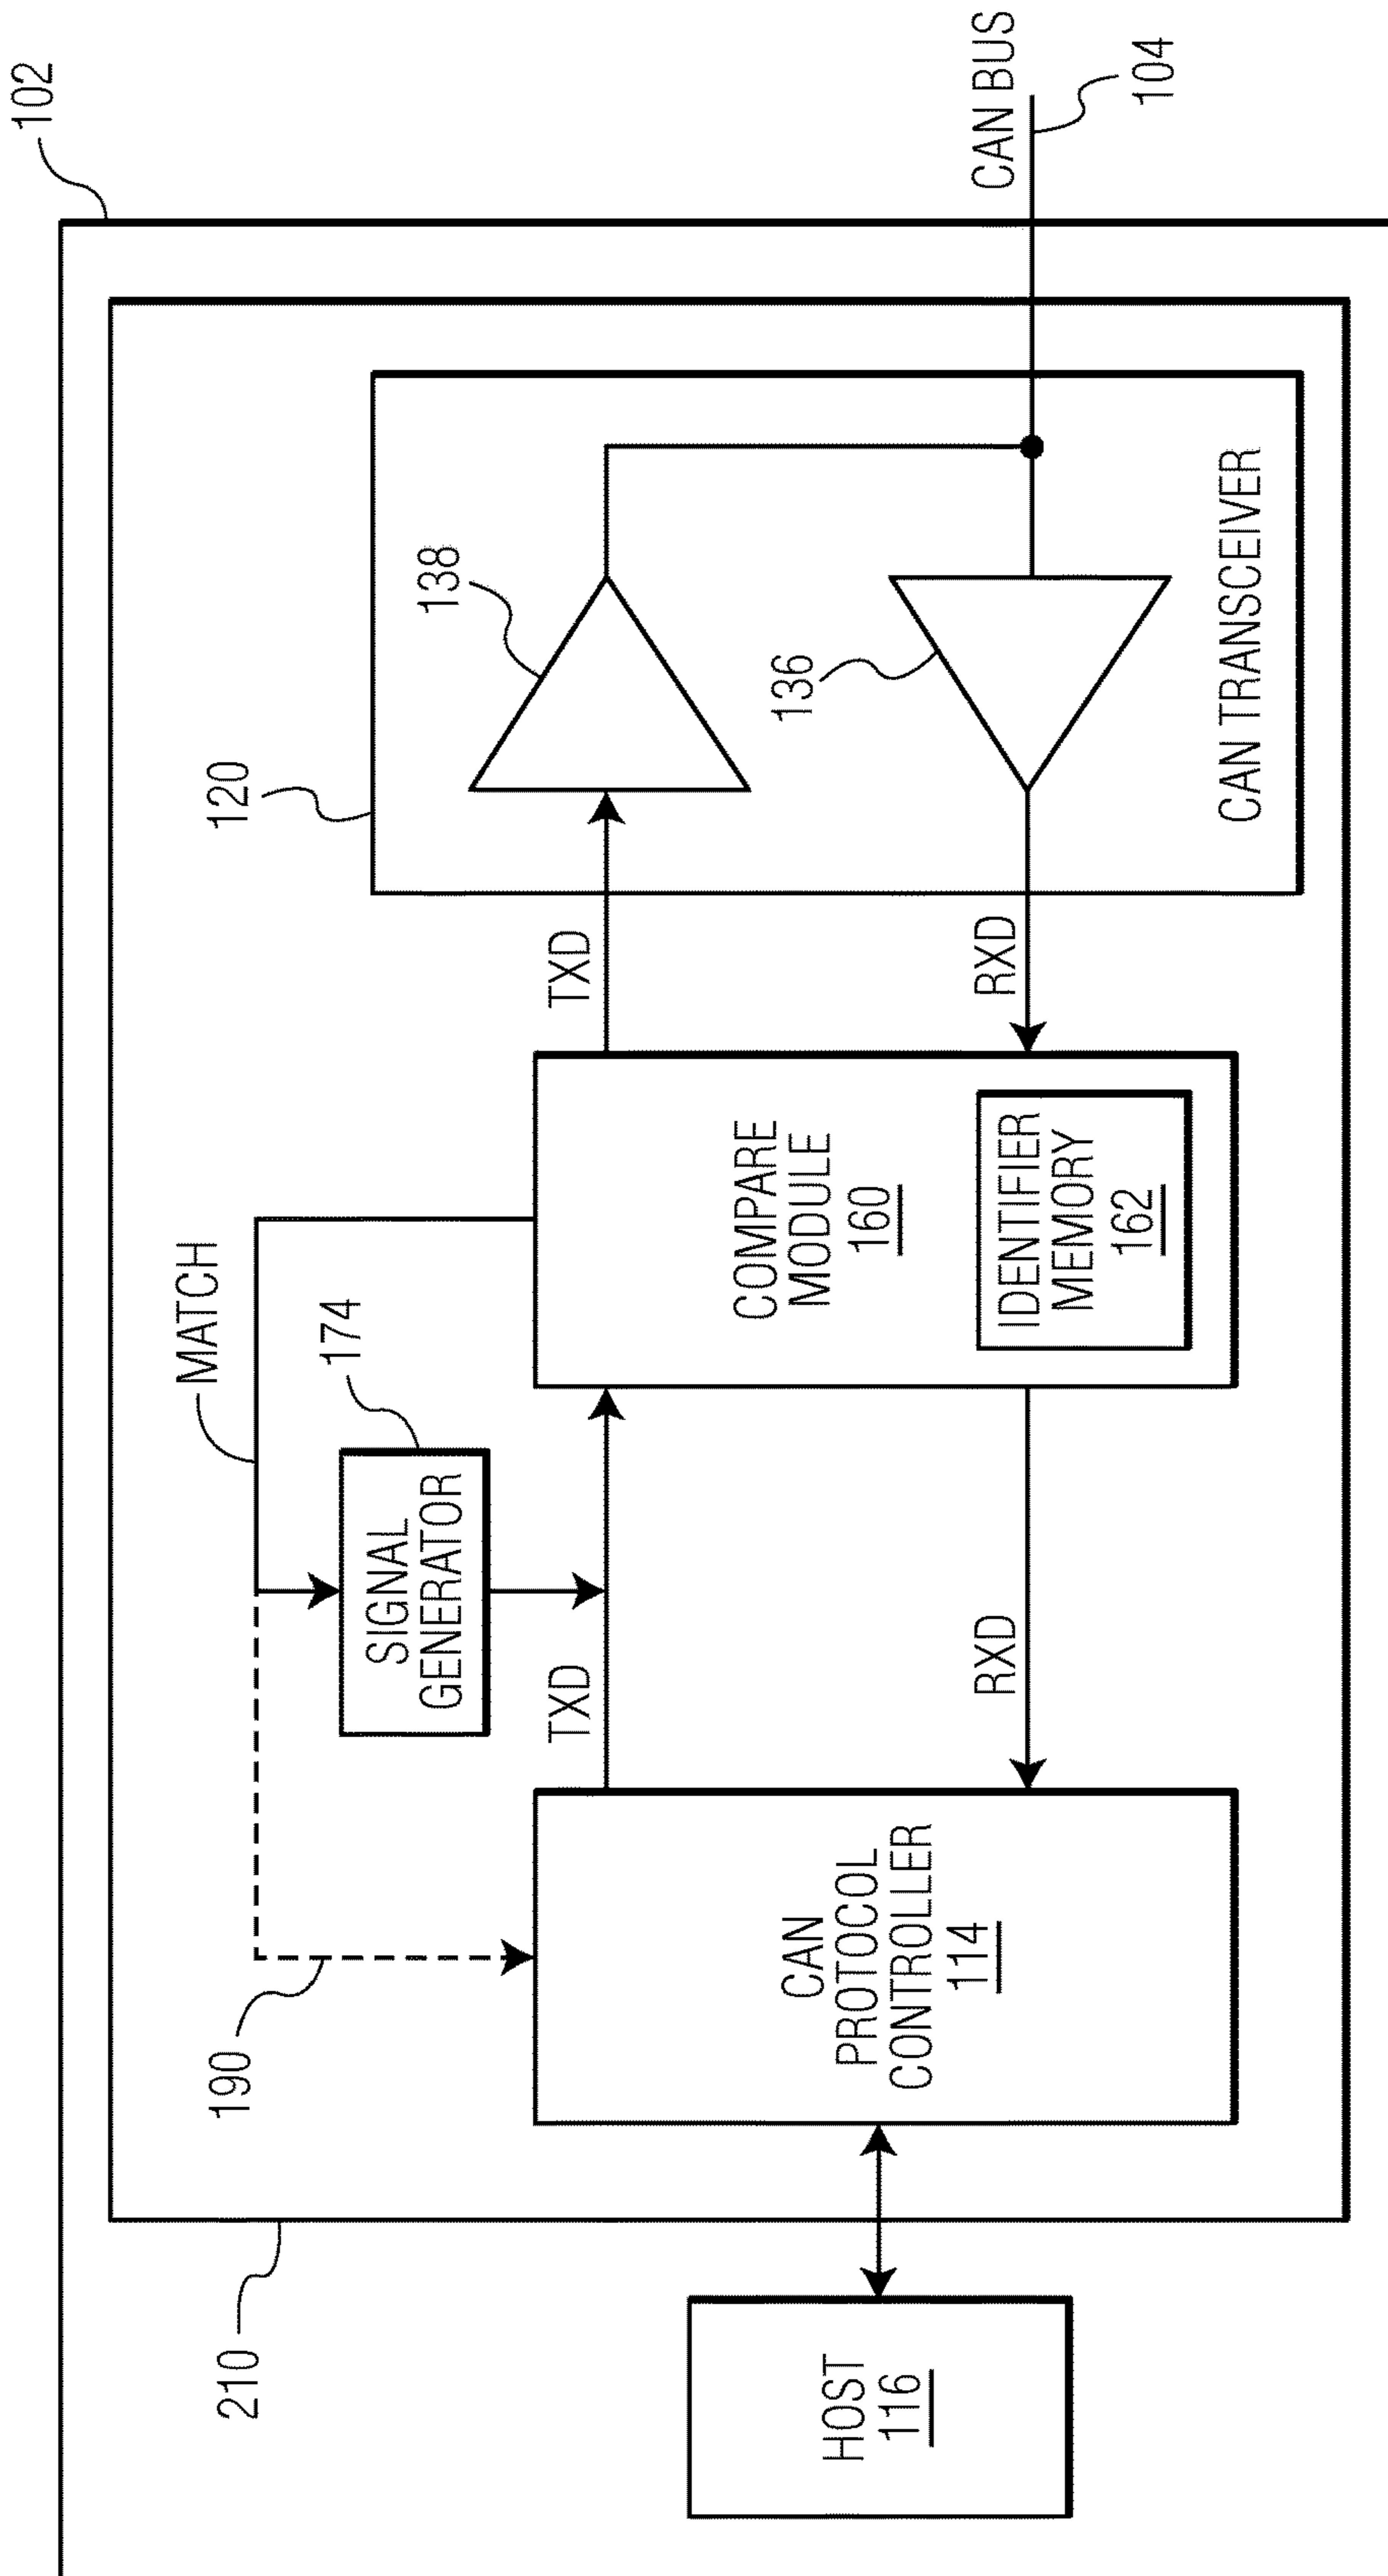 102
210
190
MATCH
174
SIGNAL
GENERATOR
120
138
136
CAN TRANSCEIVER
CAN BUS
104
TXD
TXD
RXD
RXD
HOST
116
CAN
PROTOCOL
CONTROLLER
114
COMPARE
MODULE
160
IDENTIFIER
MEMORY
162